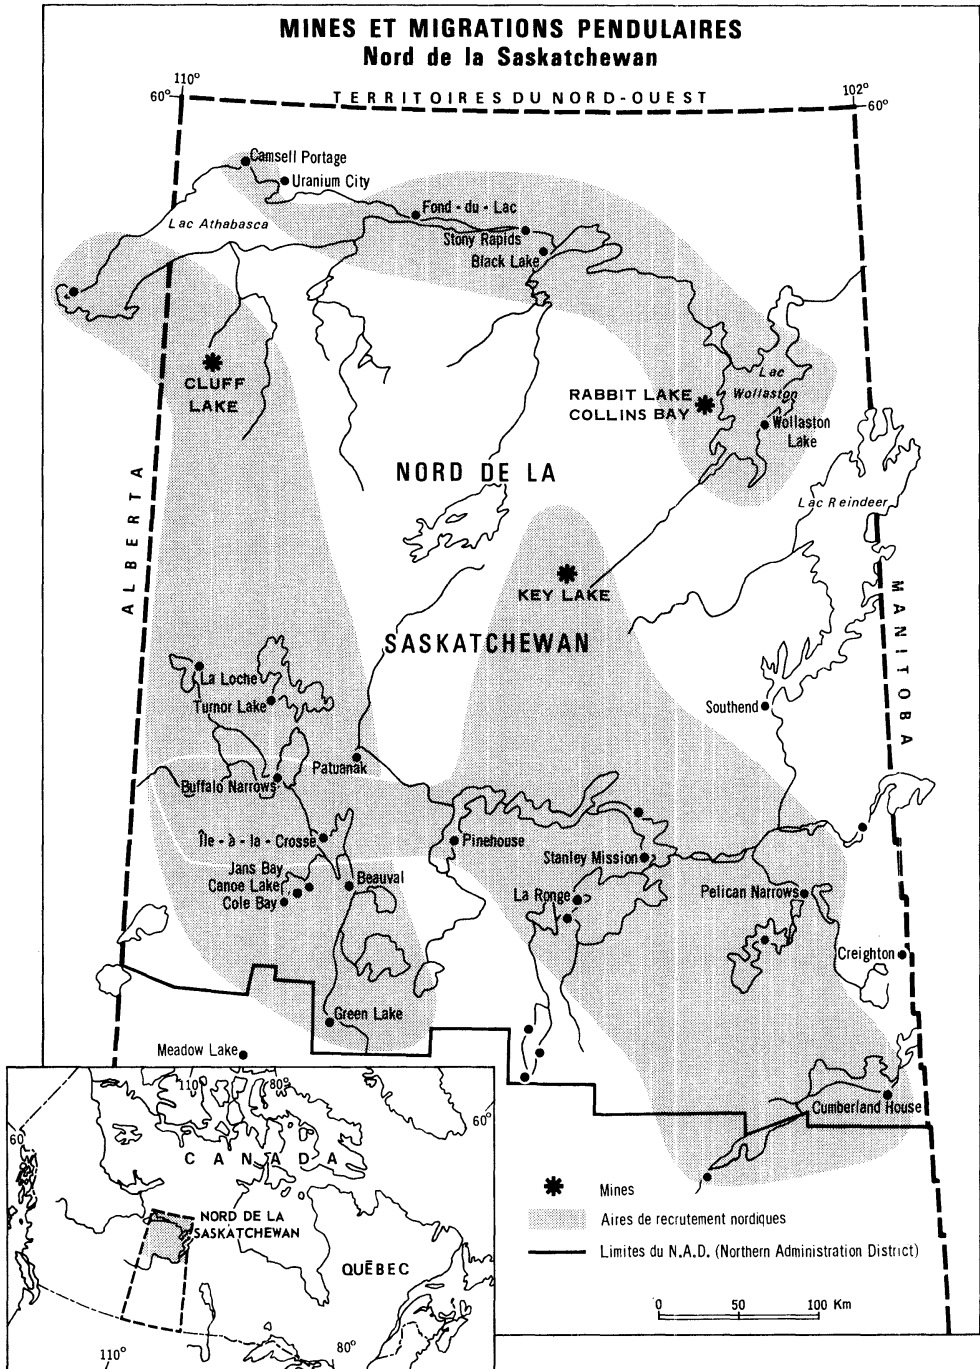 MINES ET MIGRATIONS PENDULAIRES
Nord de la Saskatchewan
110°
102°
60°
TERRITOIRES DU NORD-OUEST
60°
Camsell Portage
Uranium City
Fond - du - Lac
Lac Athabasca
Stony Rapids
Black Lake
CLUFF
LAKE
Lac
Wollaston
RABBIT LAKE
COLLINS BAY
Wollaston
Lake
NORD DE LA
Lac Reindeer
ALBERTA
KEY LAKE
MANITOBA
SASKATCHEWAN
La Loche
Turnor Lake
Southend
Patuanak
Buffalo Narrows
Île - à - la - Crosse
Pinehouse
Stanley Mission
Jans Bay
Canoe Lake
Cole Bay
Beauval
La Ronge
Pelican Narrows
Creighton
Green Lake
Meadow Lake
Cumberland House
110°
80°
60°
60
CANADA
NORD DE LA
SASKATCHEWAN
QUÉBEC
80°
110°
Mines
Aires de recrutement nordiques
Limites du N.A.D. (Northern Administration District)
0 50 100 Km